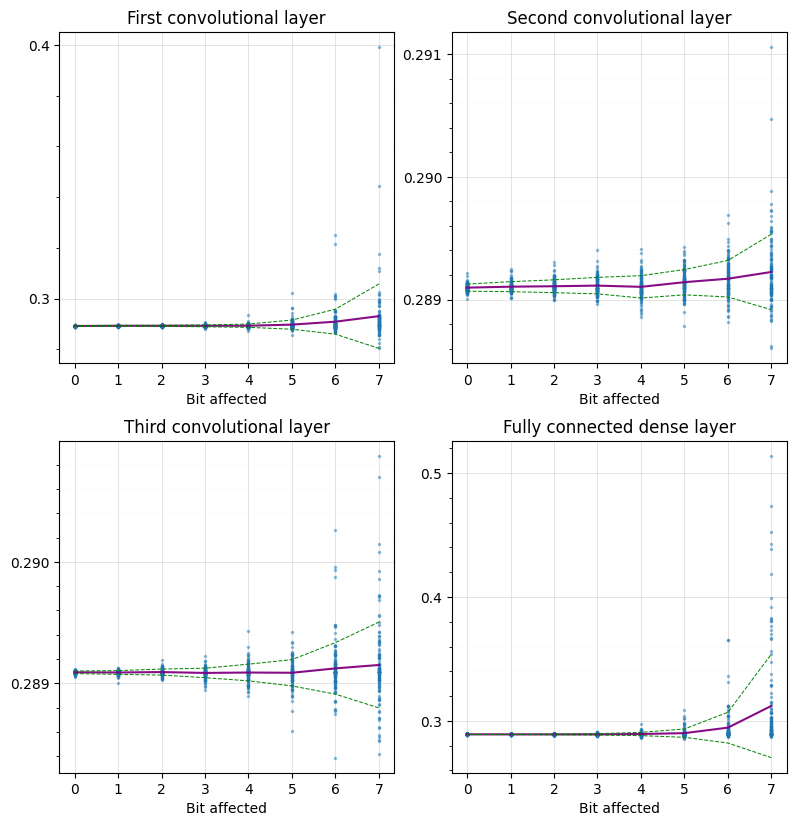 First convolutional layer
0.4
0.3
0 1 2 3 4 5 6 7
Bit affected
Second convolutional layer
0.291
0.290
0.289
0 1 2 3 4 5 6 7
Bit affected
Third convolutional layer
0.290
0.289
0 1 2 3 4 5 6 7
Bit affected
Fully connected dense layer
0.5
0.4
0.3
0 1 2 3 4 5 6 7
Bit affected